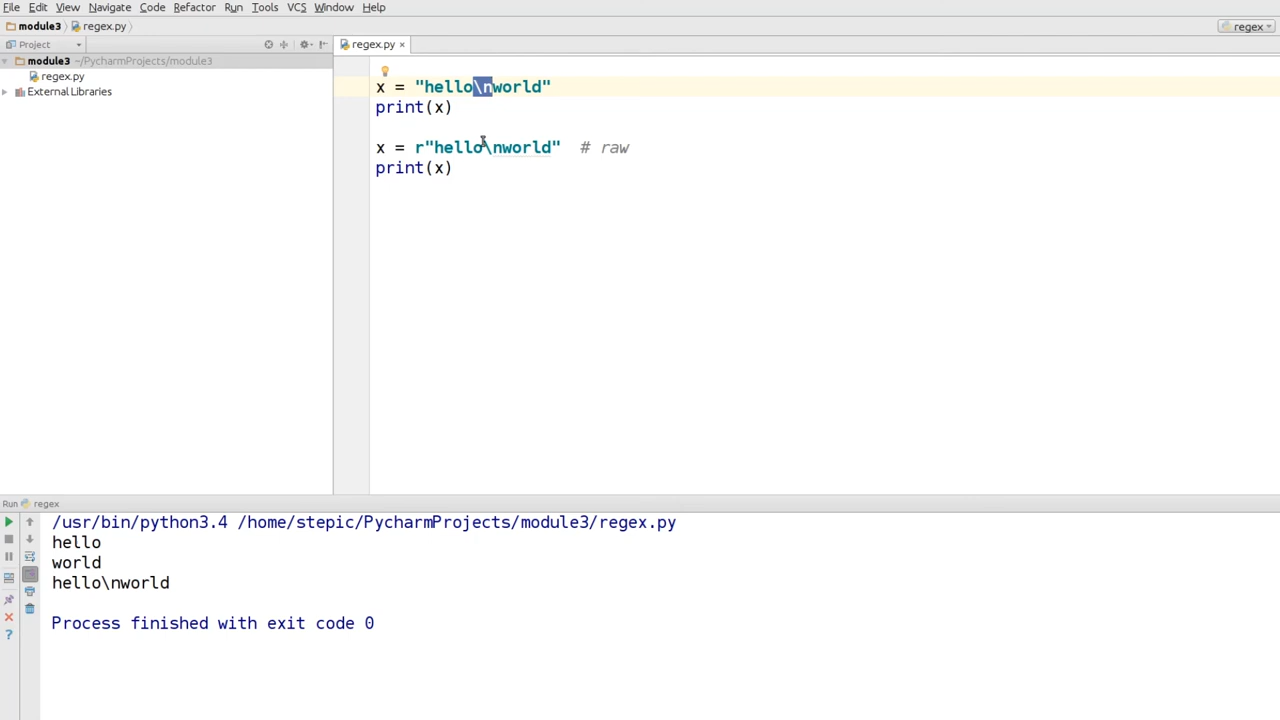 File Edit View Navigate Code Refactor Run Tools VCS Window Help
module3 regex.py regex
Project regex.py ×
module3 ~/PycharmProjects/module3
regex.py
External Libraries
x = "hello\nworld"
print(x)
x = r"hello\nworld" # raw
print(x)
Run regex
/usr/bin/python3.4 /home/stepic/PycharmProjects/module3/regex.py
hello
world
hello\nworld
Process finished with exit code 0